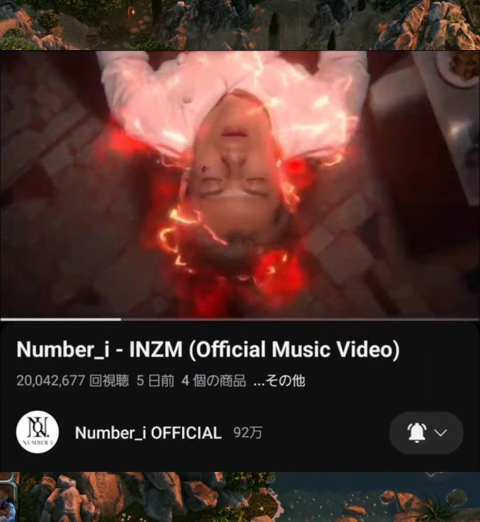 Number_i - INZM (Official Music Video)
20,042,677 回視聴 5 日前 4 個の商品 ...その他
NUMBER_I
Number_i OFFICIAL 92万